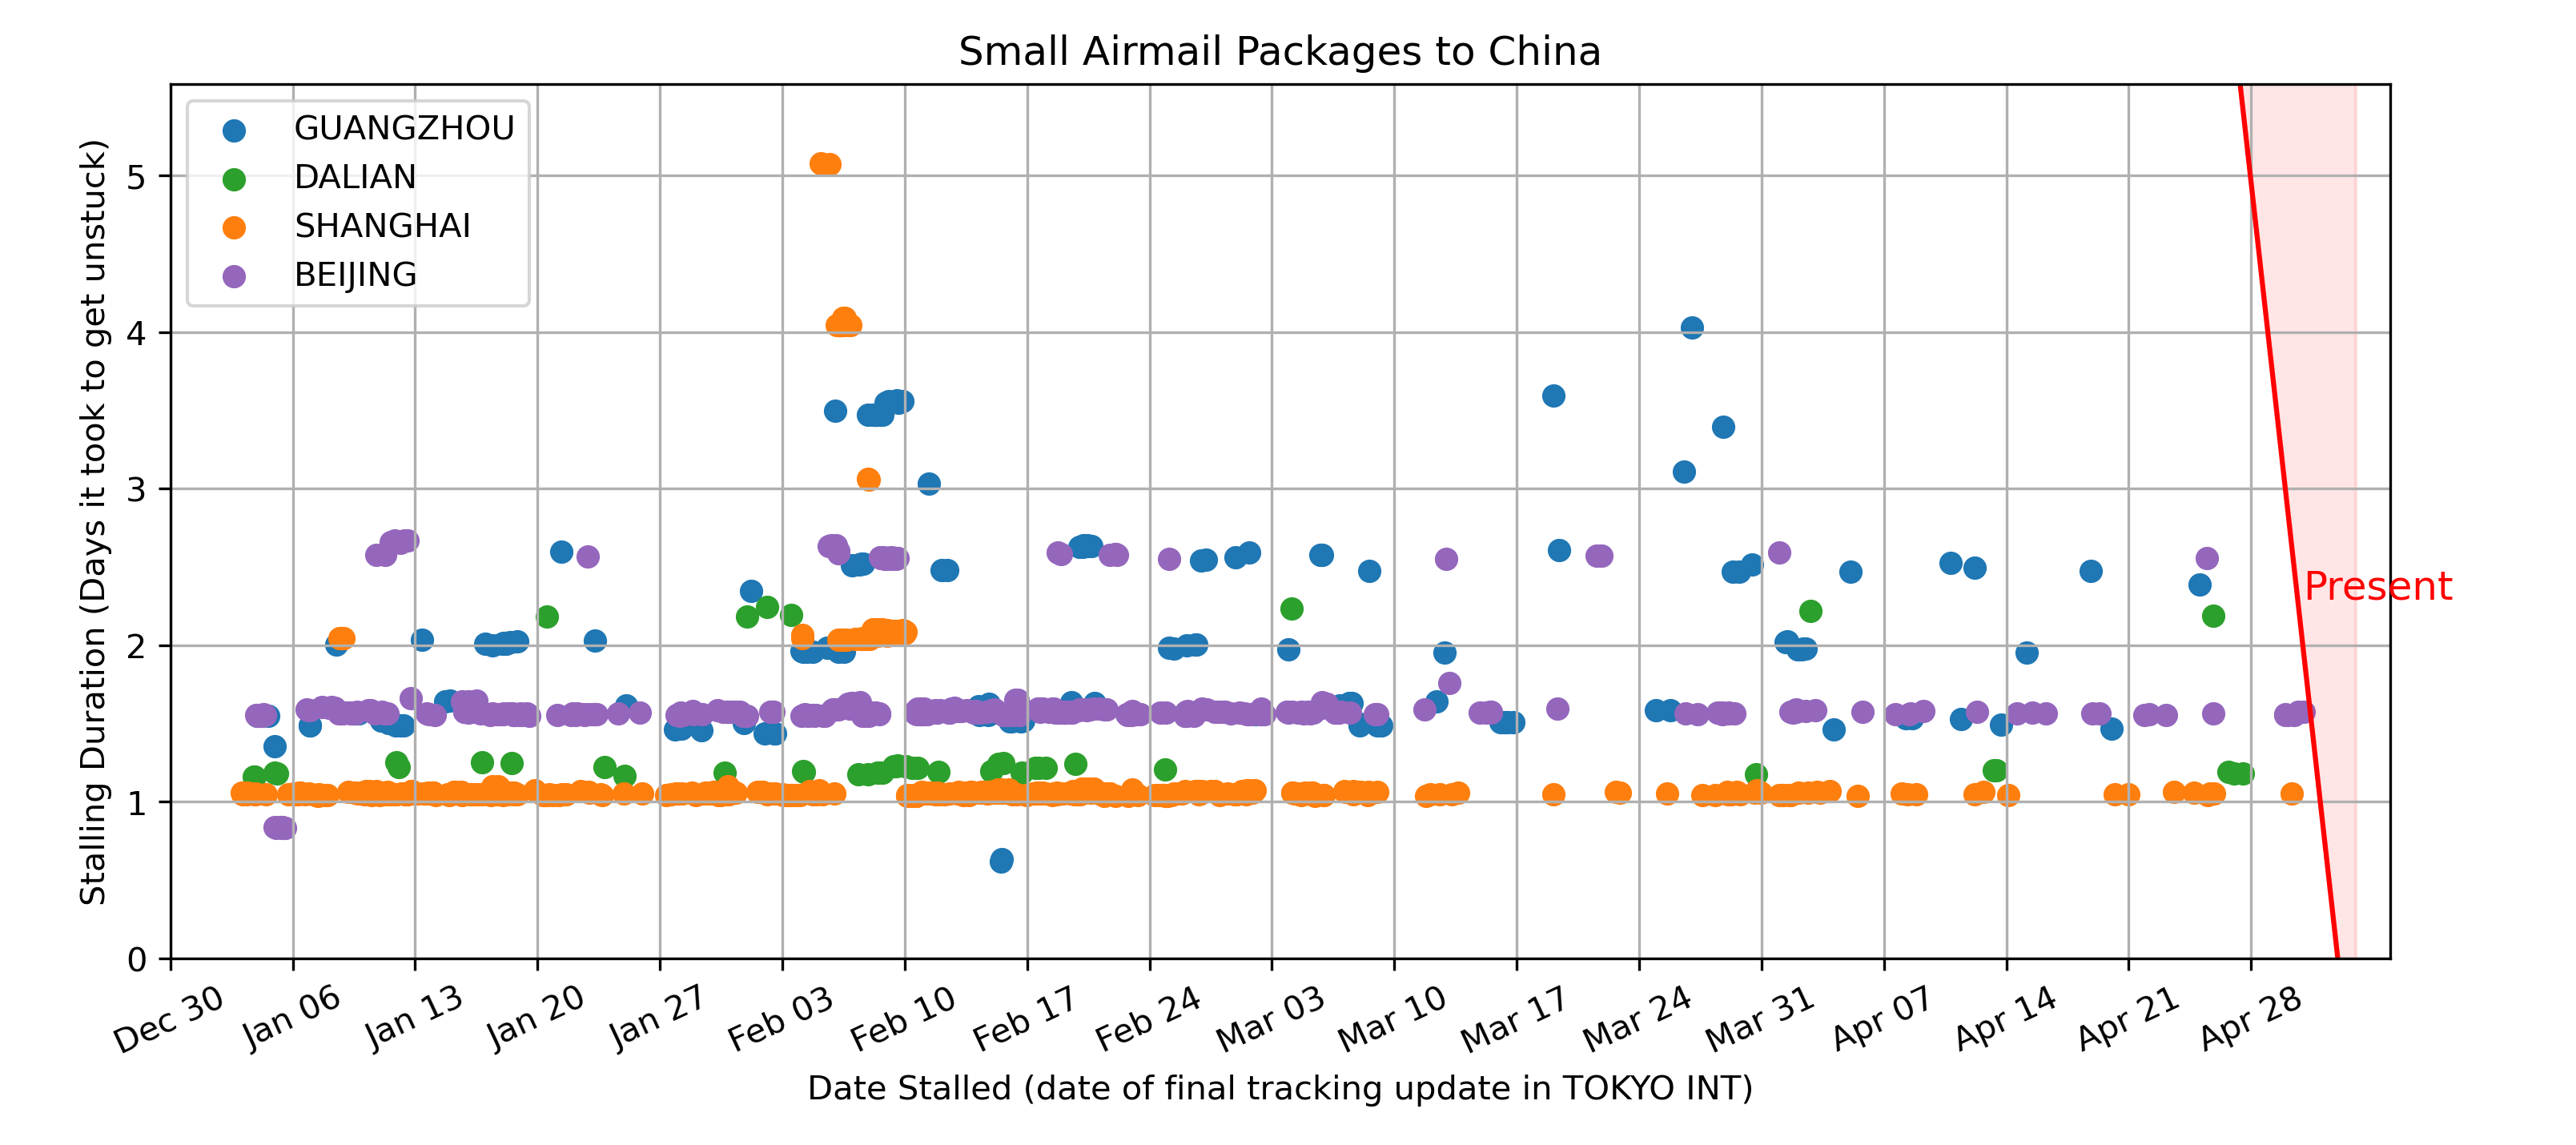 Small Airmail Packages to China
GUANGZHOU
DALIAN
SHANGHAI
BEIJING
Stalling Duration (Days it took to get unstuck)
5
4
3
2
1
0
Present
Dec 30
Jan 06
Jan 13
Jan 20
Jan 27
Feb 03
Feb 10
Feb 17
Feb 24
Mar 03
Mar 10
Mar 17
Mar 24
Mar 31
Apr 07
Apr 14
Apr 21
Apr 28
Date Stalled (date of final tracking update in TOKYO INT)